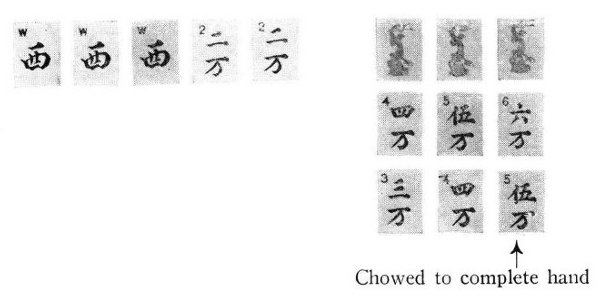 W W W 2 2
西 西 西 二 二
万 万
4 5 6
四 伍 六
万 万 万
3 4 5
三 四 伍
万 万 万
Chowed to complete hand